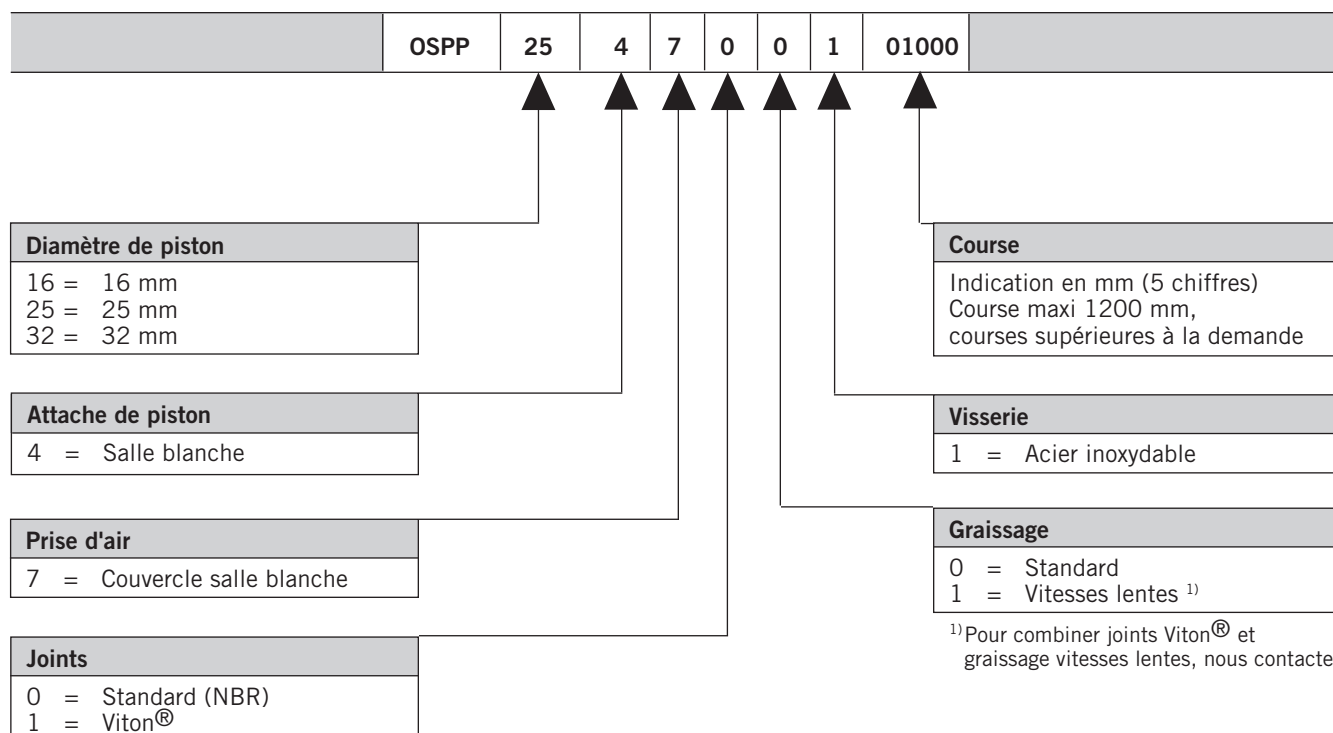 OSPP 25 4 7 0 0 1 01000
Diamètre de piston
16 = 16 mm
25 = 25 mm
32 = 32 mm
Attache de piston
4 = Salle blanche
Prise d'air
7 = Couvercle salle blanche
Joints
0 = Standard (NBR)
1 = Viton®
Course
Indication en mm (5 chiffres)
Course maxi 1200 mm,
courses supérieures à la demande
Visserie
1 = Acier inoxydable
Graissage
0 = Standard
1 = Vitesses lentes 1)
1) Pour combiner joints Viton® et
graissage vitesses lentes, nous contacte